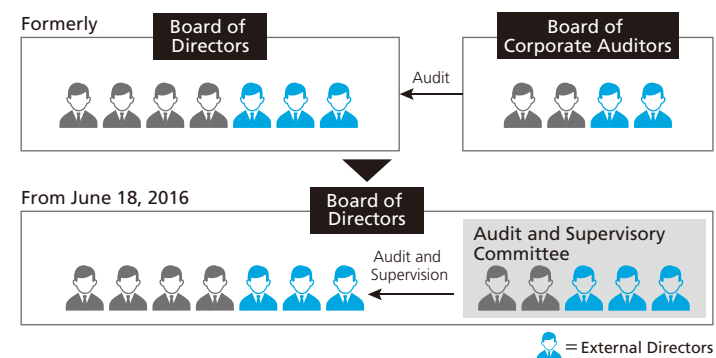 Formerly
Board of
Directors
Board of
Corporate Auditors
Audit
From June 18, 2016
Board of
Directors
Audit and Supervisory
Committee
Audit and
Supervision
= External Directors